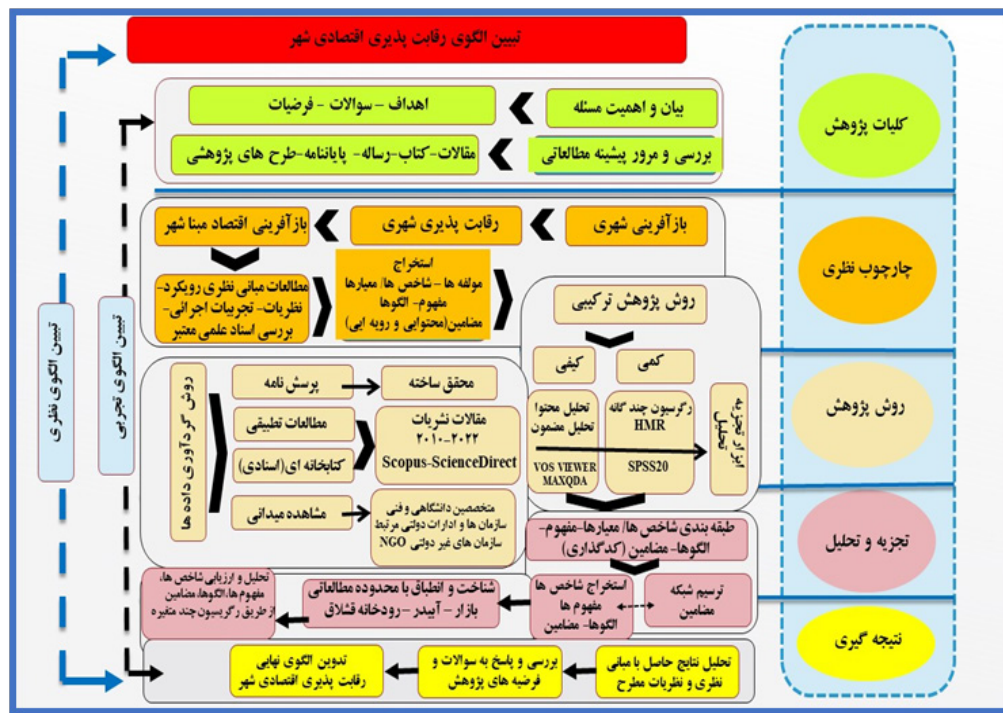 تبیین الگوی رقابت پذیری اقتصادی شهر
کلیات پژوهش
بیان و اهمیت مسئله
اهداف - سوالات - فرضیات
بررسی و مرور پیشینه مطالعاتی
مقالات-کتاب-رساله- پایاننامه-طرح های پژوهشی
چارچوب نظری
بازآفرینی شهری
رقابت پذیری شهری
بازآفرینی اقتصاد مبنا شهر
استخراج
مولفه ها - شاخص ها/ معیارها
مفهوم- الگوها
مضامین(محتوایی و رویه ایی)
مطالعات مبانی نظری رویکرد-
نظریات- تجربیات اجرائی-
بررسی اسناد علمی معتبر
روش پژوهش
روش پژوهش ترکیبی
کمی
کیفی
رگرسیون چند گانه
HMR
SPSS20
تحلیل محتوا
تحلیل مضمون
VOS VIEWER
MAXQDA
ابزار تجزیه
تحلیل
روش گردآوری داده ها
پرسش نامه
محقق ساخته
مطالعات تطبیقی
کتابخانه ای(اسنادی)
مقالات نشریات
۲۰۱۰-۲۰۲۲
Scopus-ScienceDirect
مشاهده میدانی
متخصصین دانشگاهی و فنی
سازمان ها و ادارات دولتی مرتبط
سازمان های غیر دولتی NGO
تجزیه و تحلیل
طبقه بندی شاخص ها/ معیارها-مفهوم-
الگوها- مضامین (کدگذاری)
ترسیم شبکه
مضامین
استخراج شاخص ها
مفهوم ها
الگوها- مضامین
شناخت و انطباق با محدوده مطالعاتی
بازار - آبیدر - رودخانه قشلاق
تحلیل و ارزیابی شاخص ها،
مفهوم ها،الگوها، مضامین
از طریق رگرسیون چند متغیره
نتیجه گیری
تحلیل نتایج حاصل با مبانی
نظری و نظریات مطرح
بررسی و پاسخ به سوالات و
فرضیه های پژوهش
تدوین الگوی نهایی
رقابت پذیری اقتصادی شهر
تبیین الگوی تجربی
تبیین الگوی نظری